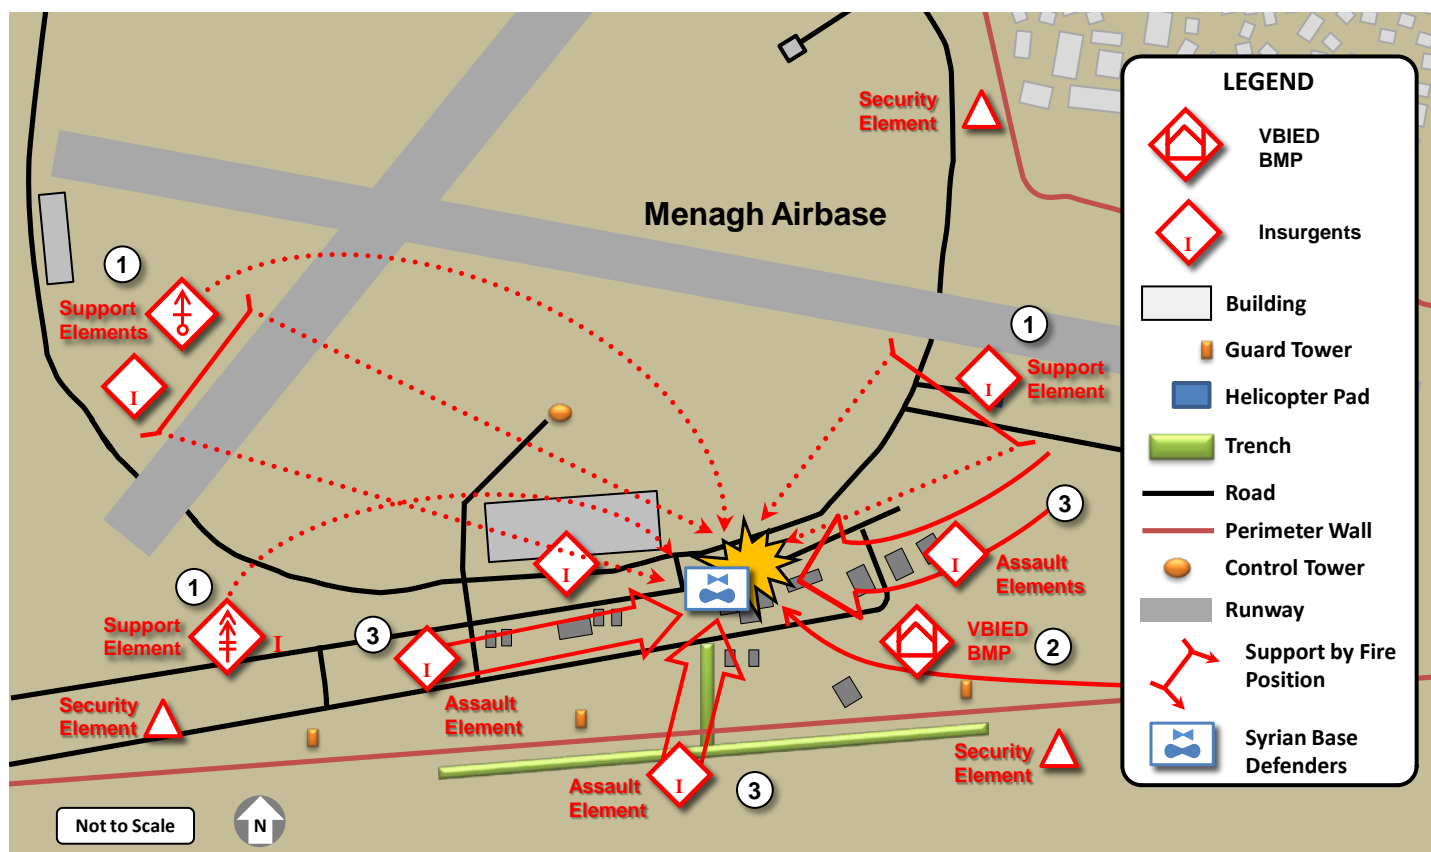 Security
Element
Menagh Airbase
1
Support
Elements
I
1
I
Support
Element
3
I
Assault
Elements
I
1
Support
Element
I
3
I
Assault
Element
VBIED
BMP
2
Security
Element
Security
Element
I
Assault
Element
3
Not to Scale
N
LEGEND
VBIED
BMP
I
Insurgents
Building
Guard Tower
Helicopter Pad
Trench
Road
Perimeter Wall
Control Tower
Runway
Support by Fire
Position
Syrian Base
Defenders